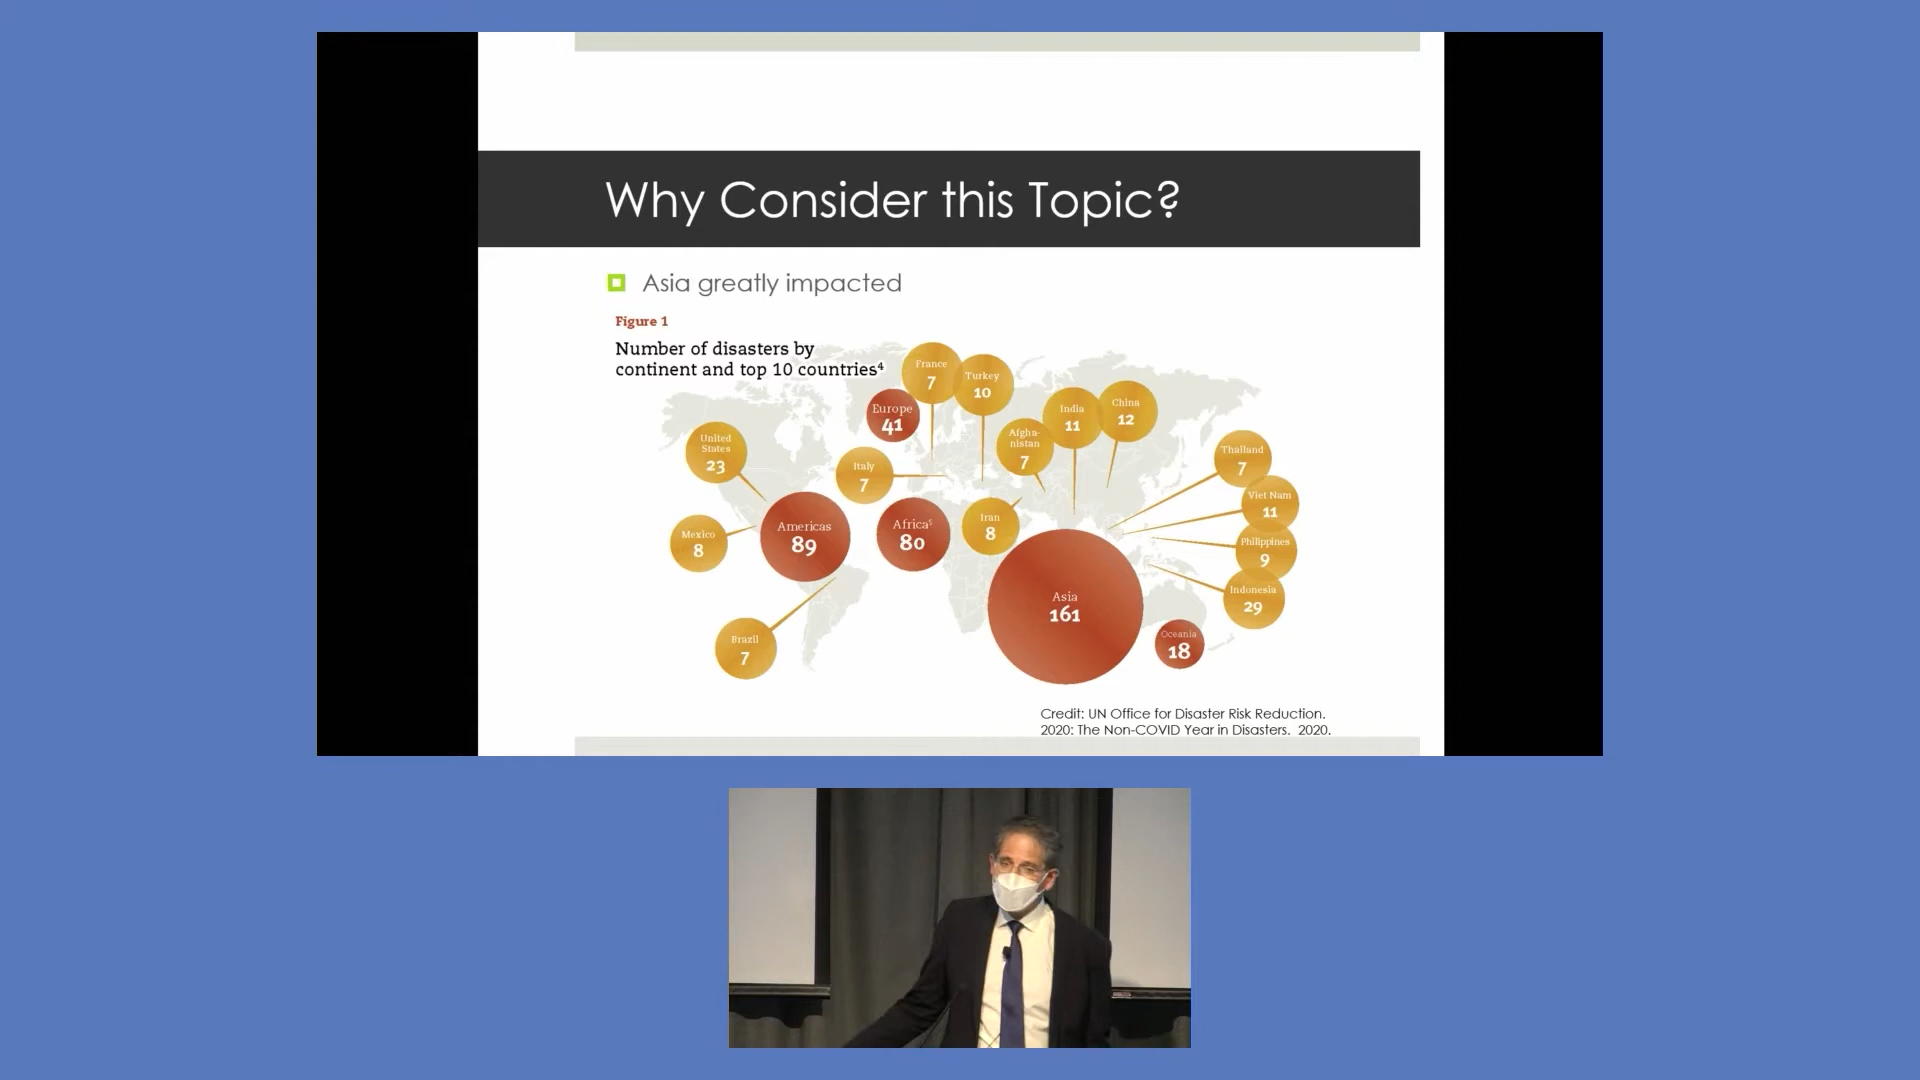 Why Consider this Topic?
Asia greatly impacted
Figure 1
Number of disasters by
continent and top 10 countries⁴
France
7
Turkey
10
Europe
41
India
11
China
12
Afgha-
nistan
7
United
States
23
Italy
7
Thailand
7
Viet Nam
11
Iran
8
Americas
89
Africa⁵
80
Mexico
8
Philippines
9
Indonesia
29
Asia
161
Oceania
18
Brazil
7
Credit: UN Office for Disaster Risk Reduction.
2020: The Non-COVID Year in Disasters. 2020.